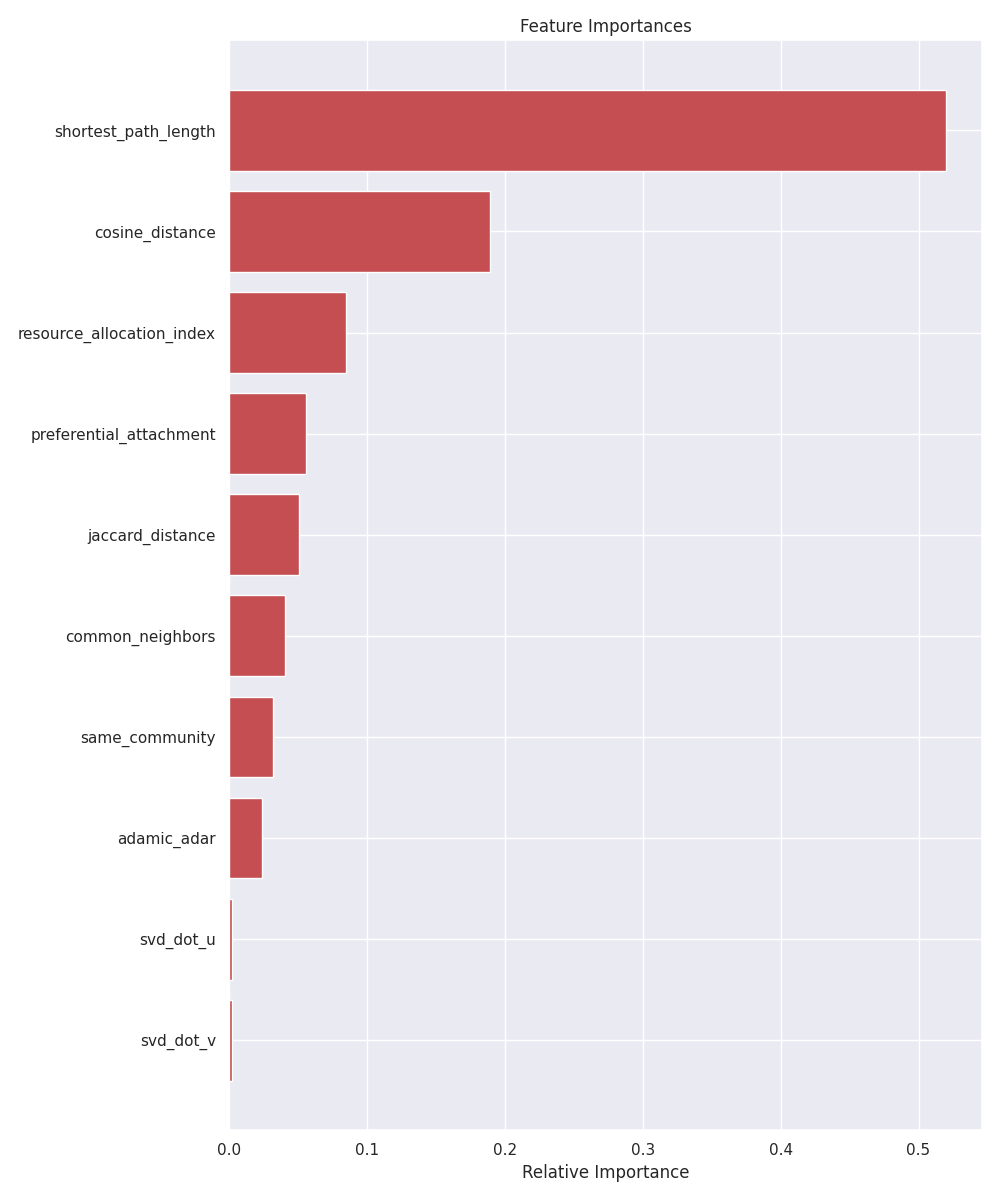 Feature Importances
shortest_path_length
cosine_distance
resource_allocation_index
preferential_attachment
jaccard_distance
common_neighbors
same_community
adamic_adar
svd_dot_u
svd_dot_v
0.0 0.1 0.2 0.3 0.4 0.5
Relative Importance